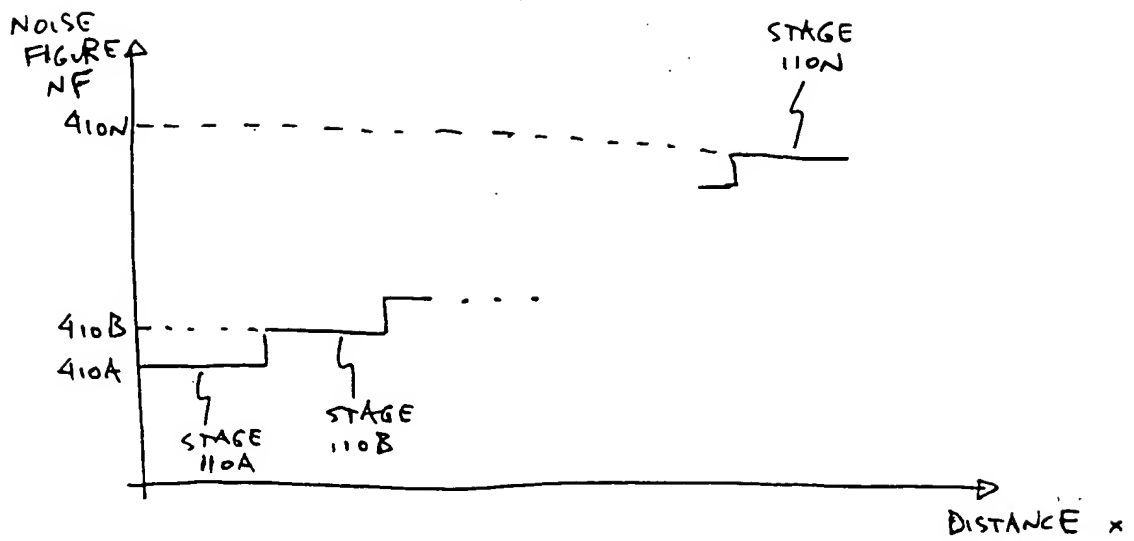 NOISE
FIGURE
NF
STAGE
110N
410N
410B
410A
STAGE
110A
STAGE
110B
DISTANCE x